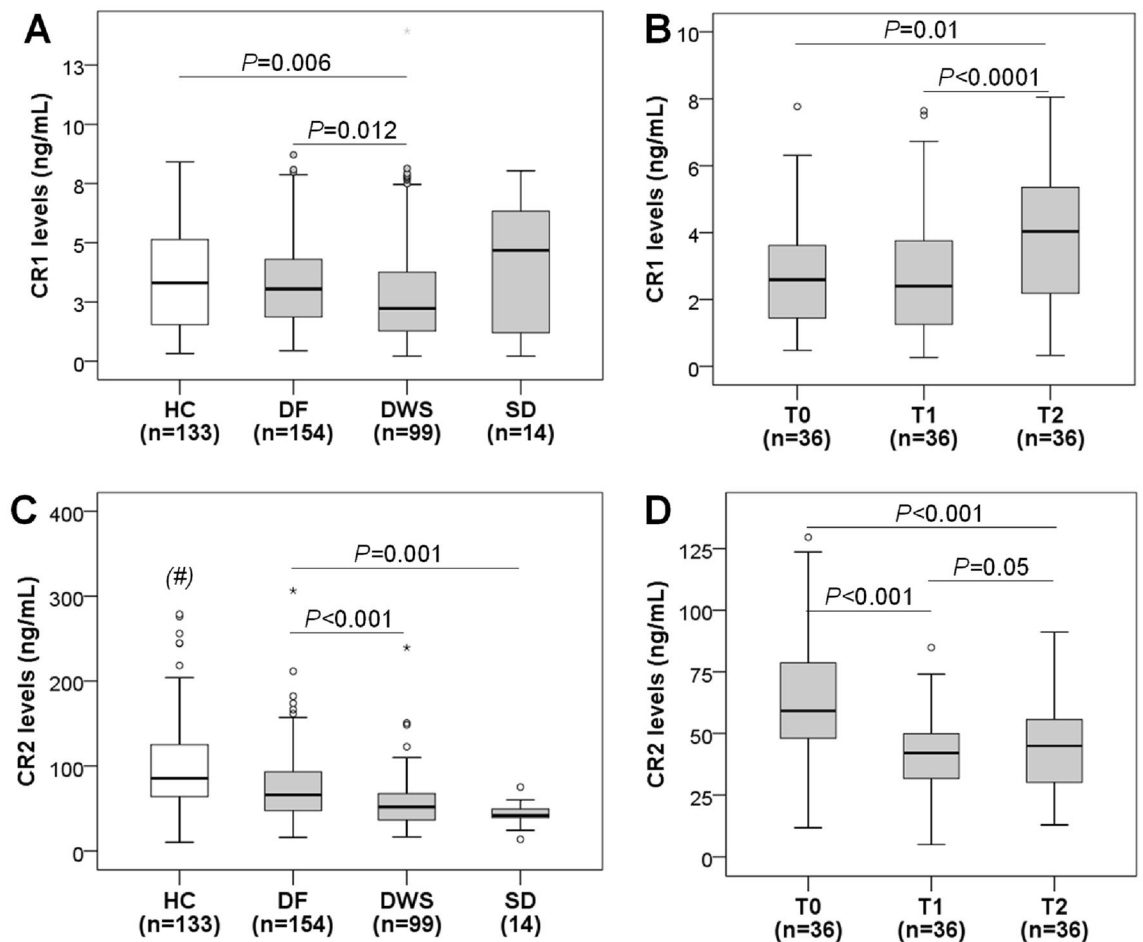 A
CR1 levels (ng/mL)
13
10
8
5
3
0
P=0.006
P=0.012
HC
(n=133)
DF
(n=154)
DWS
(n=99)
SD
(n=14)
B
CR1 levels (ng/mL)
10
8
6
4
2
0
P=0.01
P<0.0001
T0
(n=36)
T1
(n=36)
T2
(n=36)
C
CR2 levels (ng/mL)
400
300
200
100
0
(#)
P=0.001
P<0.001
HC
(n=133)
DF
(n=154)
DWS
(n=99)
SD
(14)
D
CR2 levels (ng/mL)
125
100
75
50
25
0
P<0.001
P=0.05
P<0.001
T0
(n=36)
T1
(n=36)
T2
(n=36)